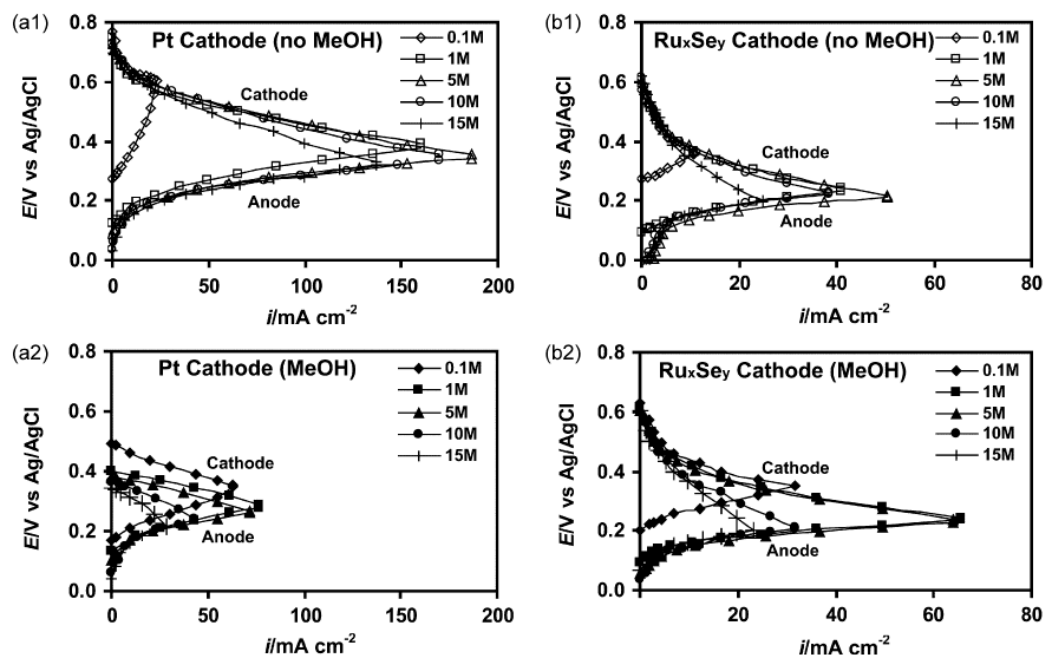 (a1)
Pt Cathode (no MeOH)
0.1M
1M
5M
10M
15M
Cathode
Anode
E/V vs Ag/AgCl
0.8
0.6
0.4
0.2
0.0
0 50 100 150 200
i/mA cm⁻²
(b1)
RuₓSeᵧ Cathode (no MeOH)
0.1M
1M
5M
10M
15M
Cathode
Anode
E/V vs Ag/AgCl
0.8
0.6
0.4
0.2
0.0
0 20 40 60 80
i/mA cm⁻²
(a2)
Pt Cathode (MeOH)
0.1M
1M
5M
10M
15M
Cathode
Anode
E/V vs Ag/AgCl
0.8
0.6
0.4
0.2
0.0
0 50 100 150 200
i/mA cm⁻²
(b2)
RuₓSeᵧ Cathode (MeOH)
0.1M
1M
5M
10M
15M
Cathode
Anode
E/V vs Ag/AgCl
0.8
0.6
0.4
0.2
0.0
0 20 40 60 80
i/mA cm⁻²